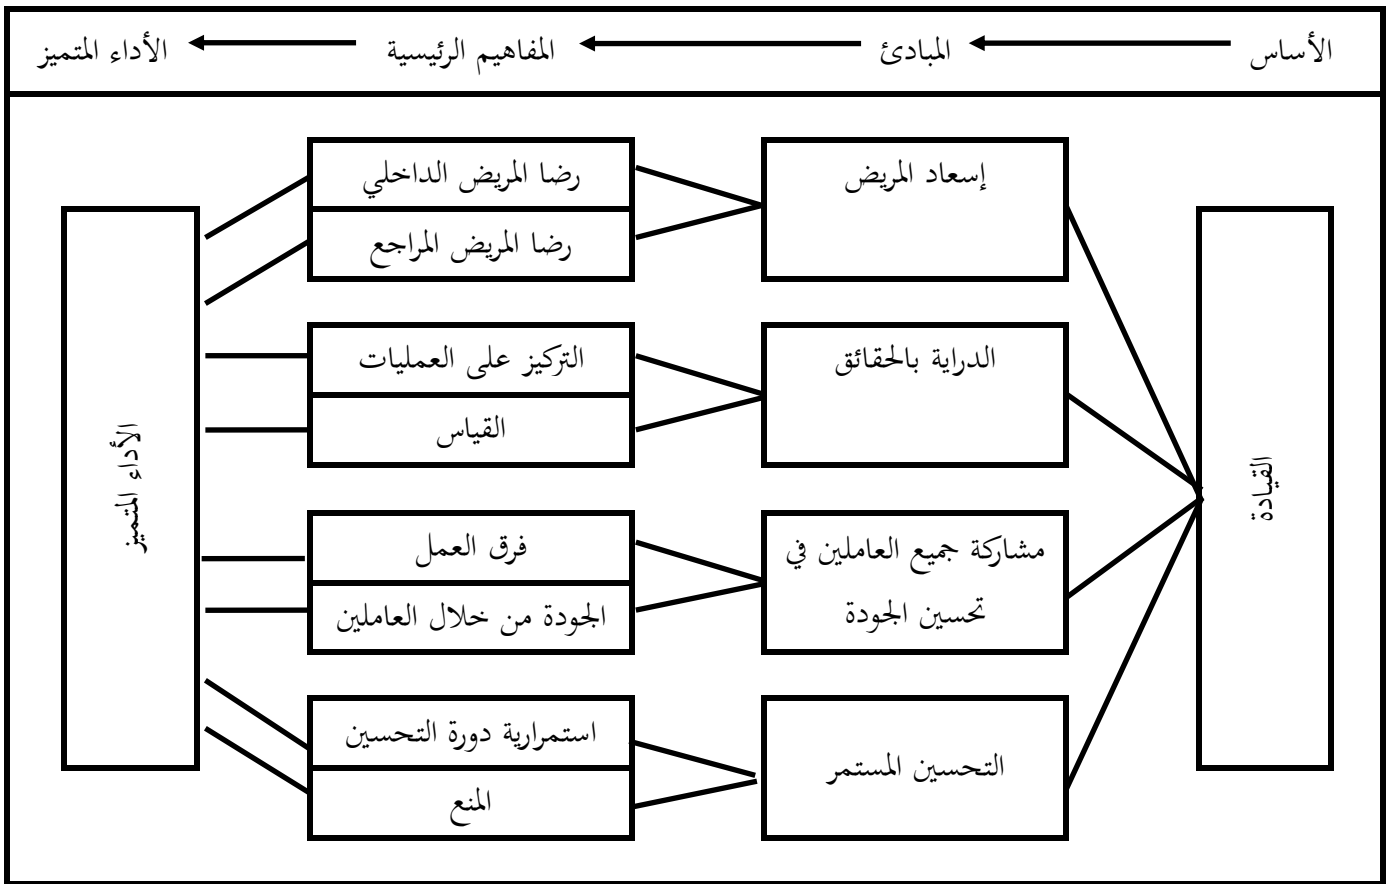 الأساس
المبادئ
المفاهيم الرئيسية
الأداء المتميز
القيادة
إسعاد المريض
رضا المريض الداخلي
رضا المريض المراجع
الدراية بالحقائق
التركيز على العمليات
القياس
مشاركة جميع العاملين في
تحسين الجودة
فرق العمل
الجودة من خلال العاملين
التحسين المستمر
استمرارية دورة التحسين
المنع
الأداء المتميز